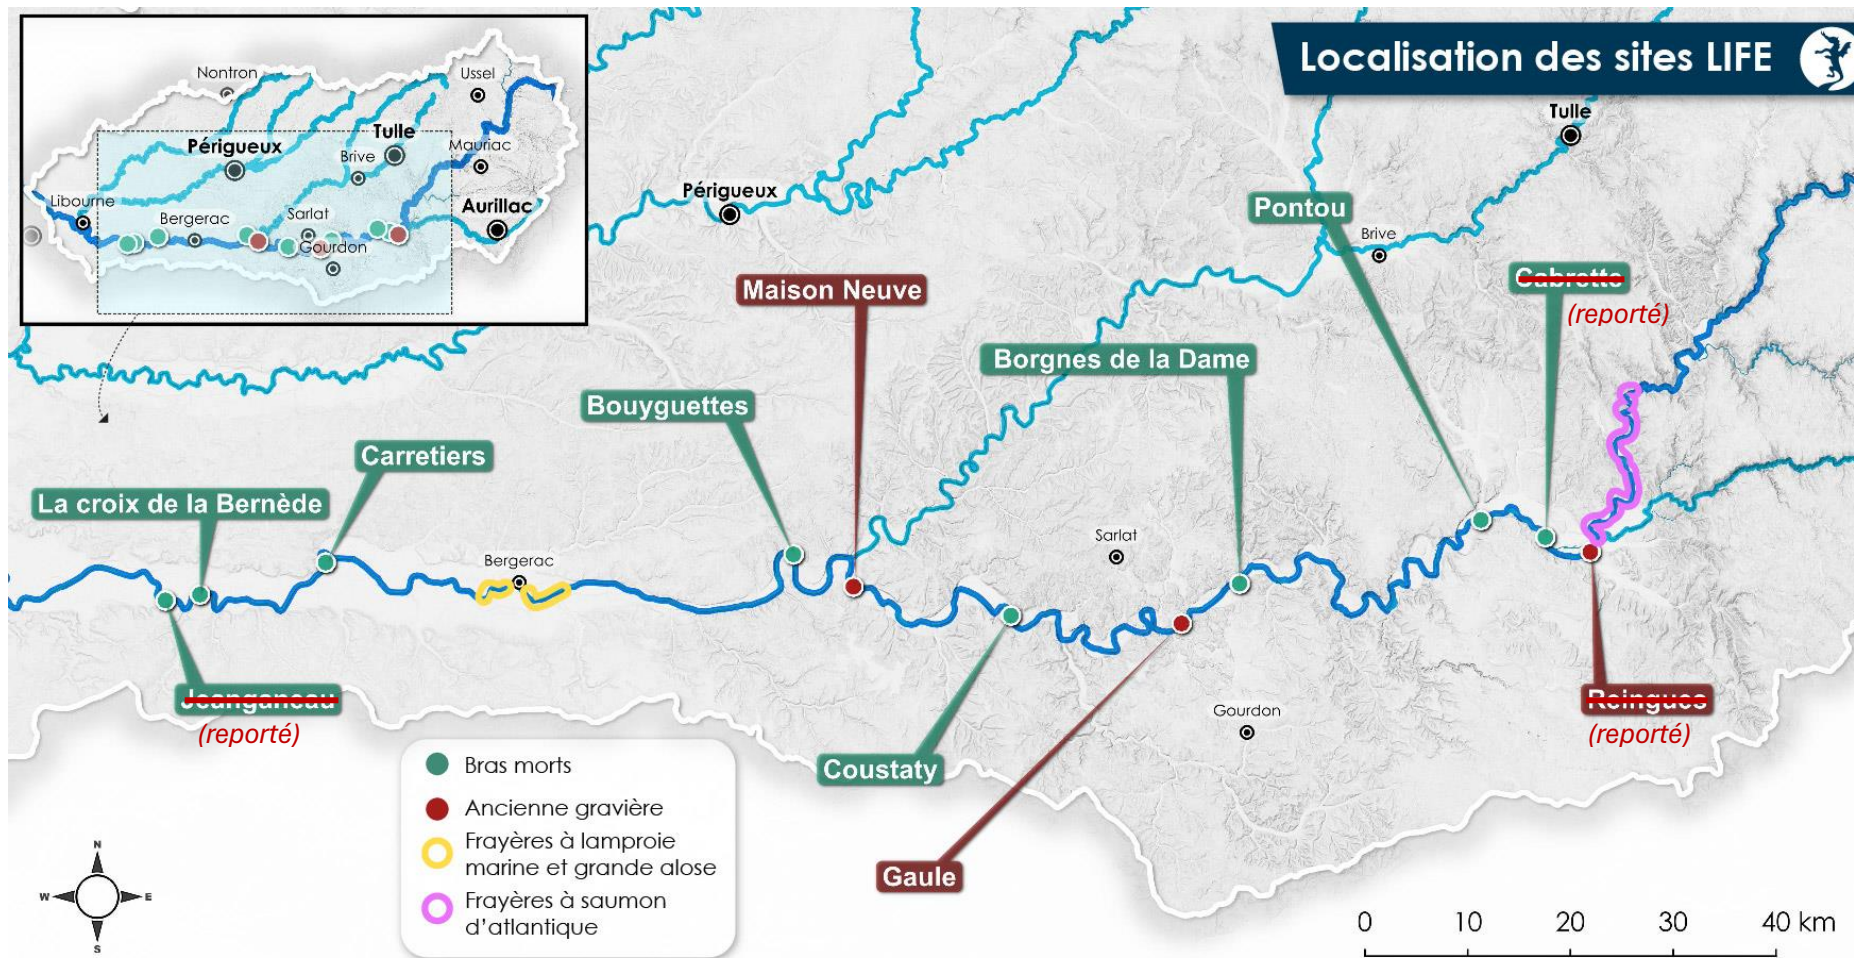 Localisation des sites LIFE
Nontron
Ussel
Périgueux
Tulle
Brive
Mauriac
Libourne
Bergerac
Sarlat
Aurillac
Gourdon
Tulle
Périgueux
Pontou
Brive
Maison Neuve
Cabrette
(reporté)
Borgnes de la Dame
Bouyguettes
Carretiers
La croix de la Bernède
Bergerac
Sarlat
Jeanganeau
(reporté)
Reingues
(reporté)
Gourdon
Coustaty
Gaule
Bras morts
Ancienne gravière
Frayères à lamproie
marine et grande alose
Frayères à saumon
d'atlantique
N
W
E
S
0 10 20 30 40 km